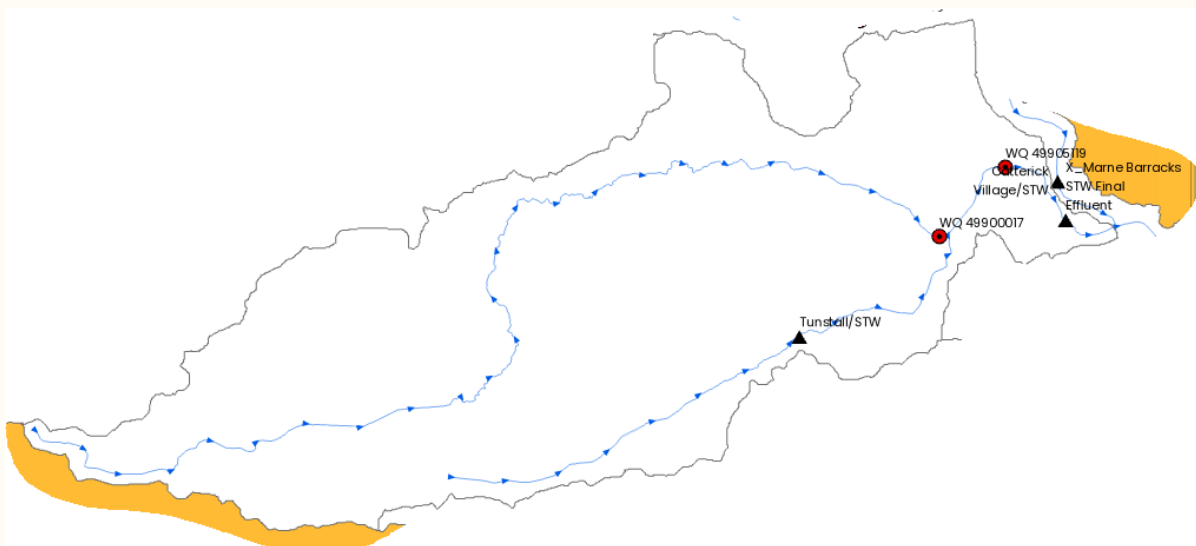 WQ 49905119
Catterick
Village/STW
X_Marne Barracks
STW Final
Effluent
WQ 49900017
Tunstall/STW